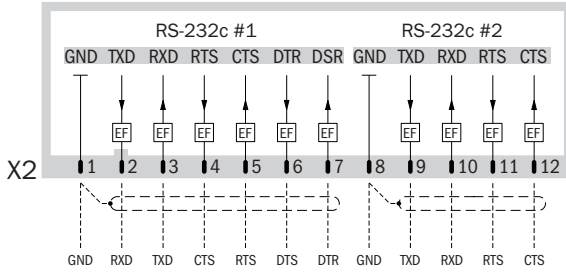 RS-232c #1 RS-232c #2
GND TXD RXD RTS CTS DTR DSR GND TXD RXD RTS CTS
EF EF EF EF EF EF EF EF EF EF
X2 1 2 3 4 5 6 7 8 9 10 11 12
GND RXD TXD CTS RTS DTS DTR GND TXD RXD RTS CTS